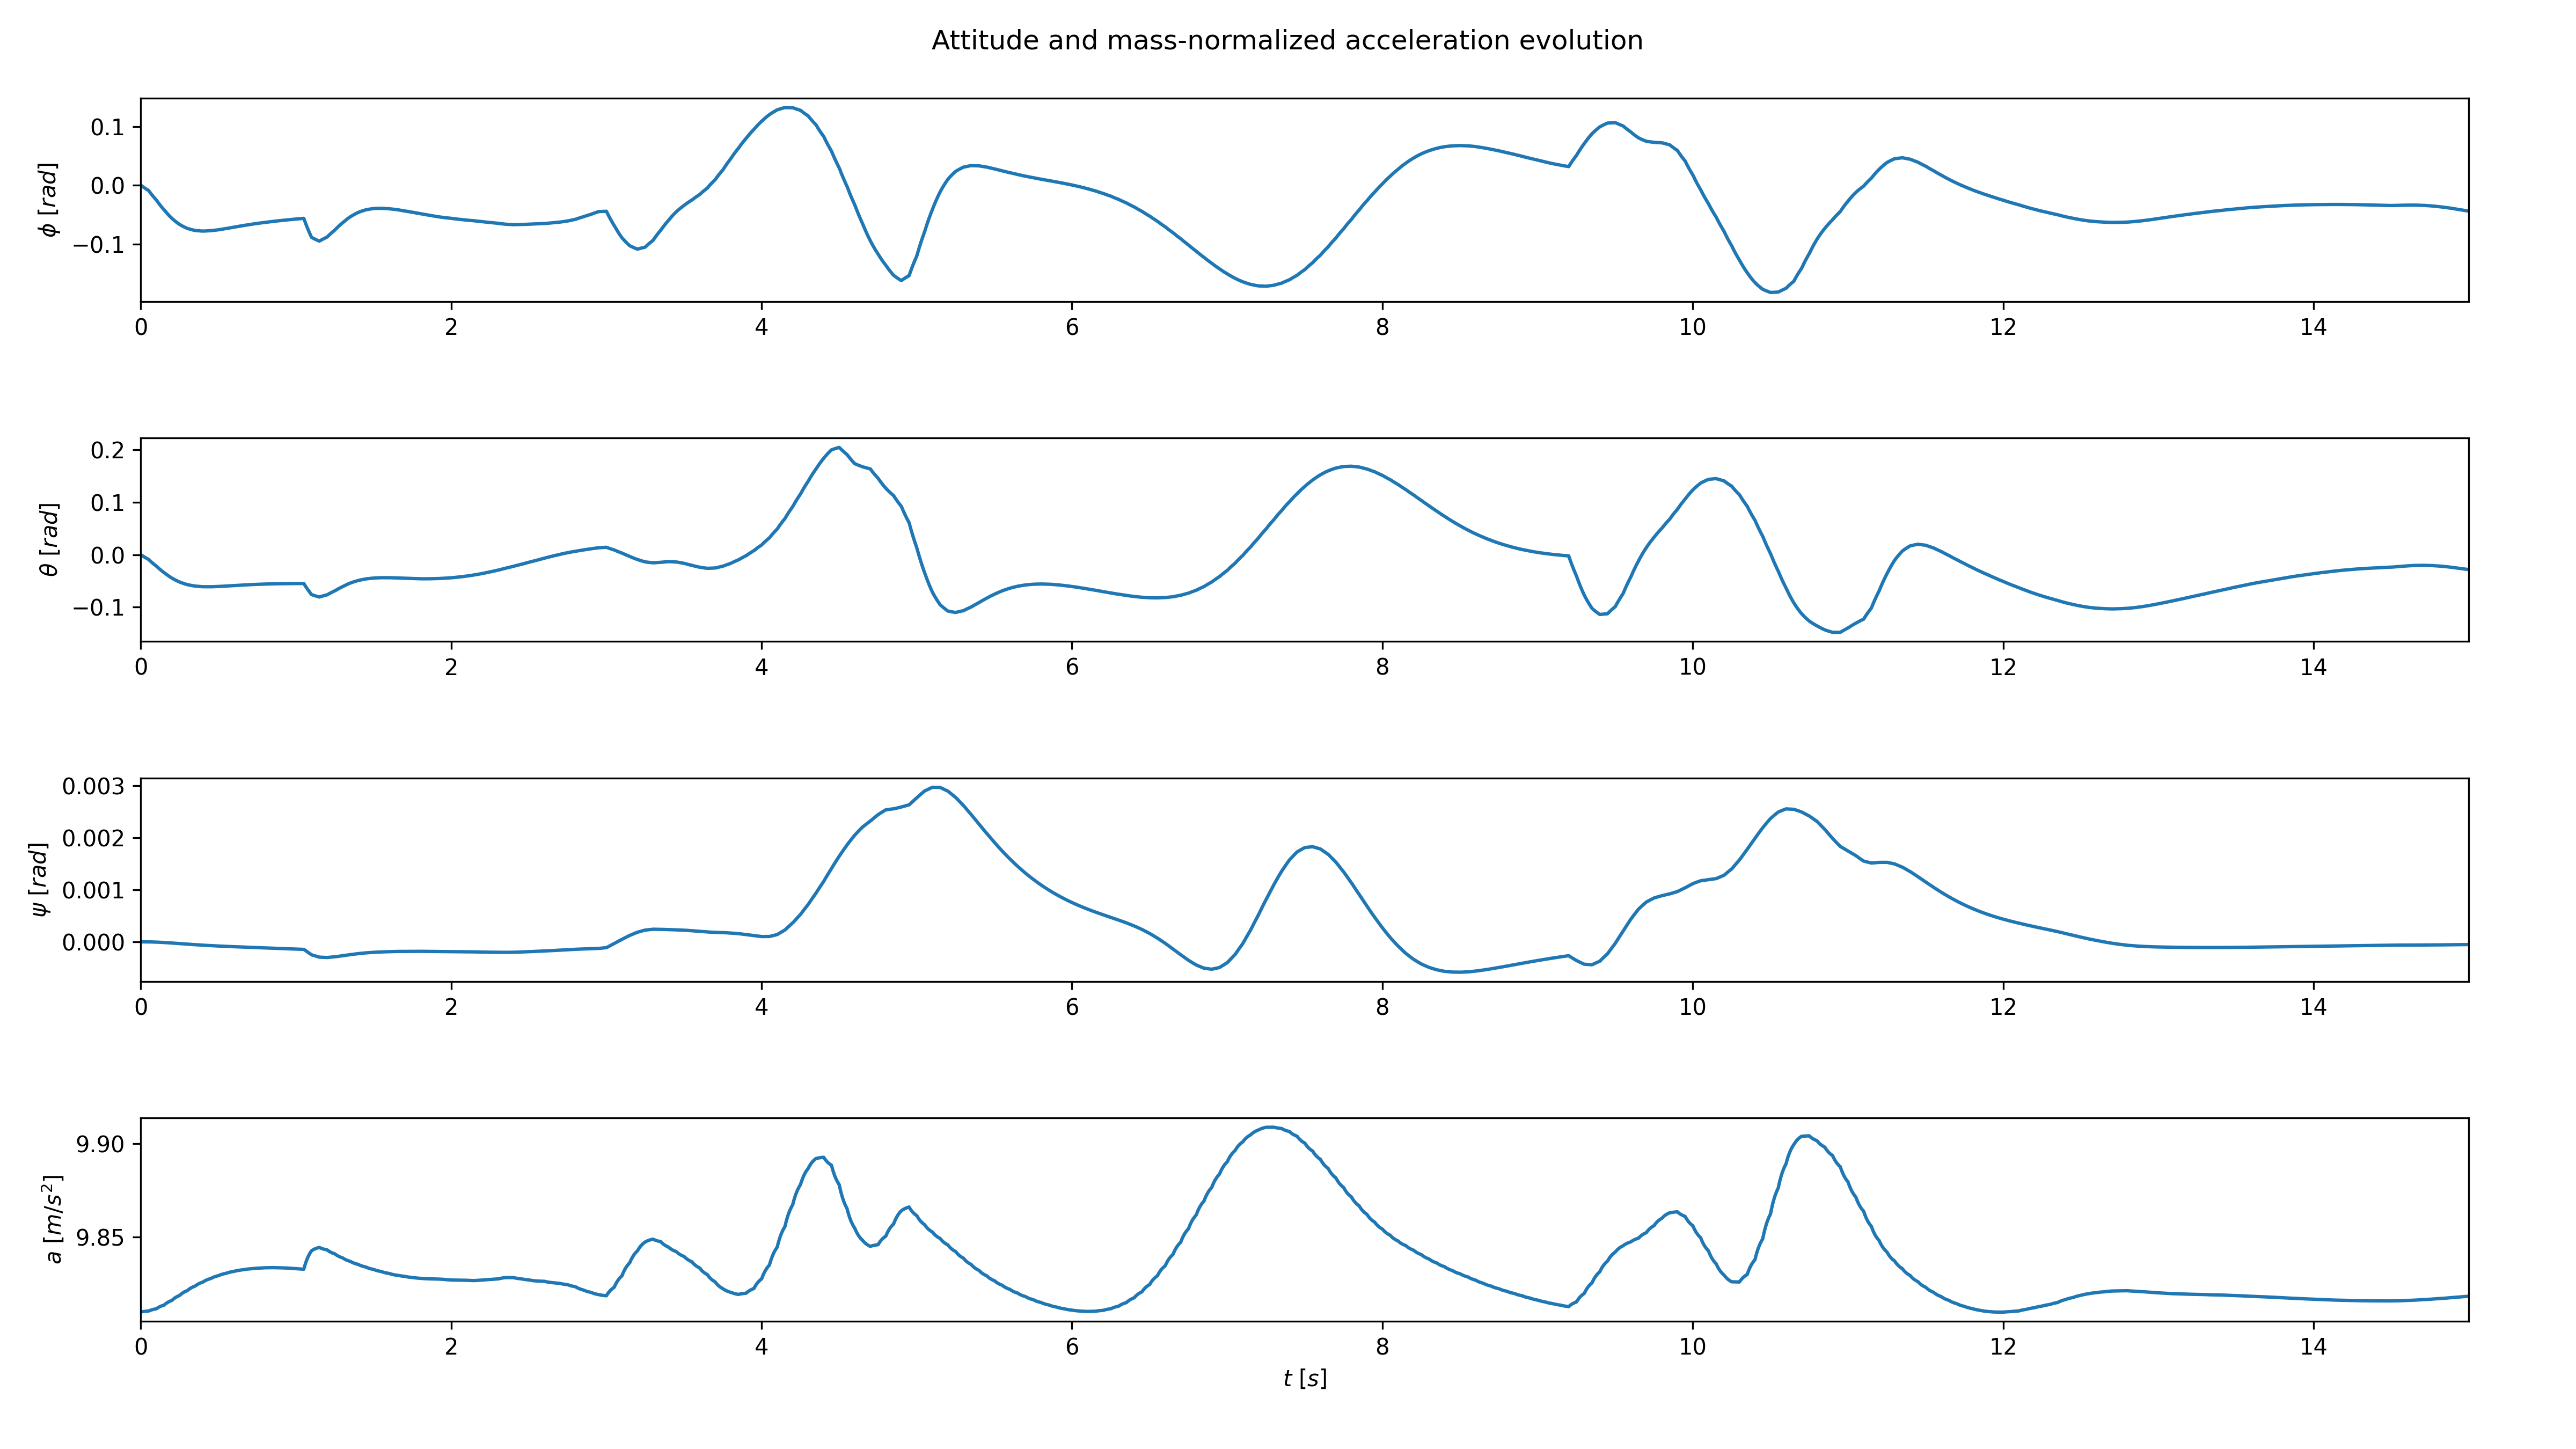 Attitude and mass-normalized acceleration evolution
ϕ [rad]
0.1
0.0
−0.1
0 2 4 6 8 10 12 14
θ [rad]
0.2
0.1
0.0
−0.1
0 2 4 6 8 10 12 14
ψ [rad]
0.003
0.002
0.001
0.000
0 2 4 6 8 10 12 14
a [m/s²]
9.90
9.85
0 2 4 6 8 10 12 14
t [s]